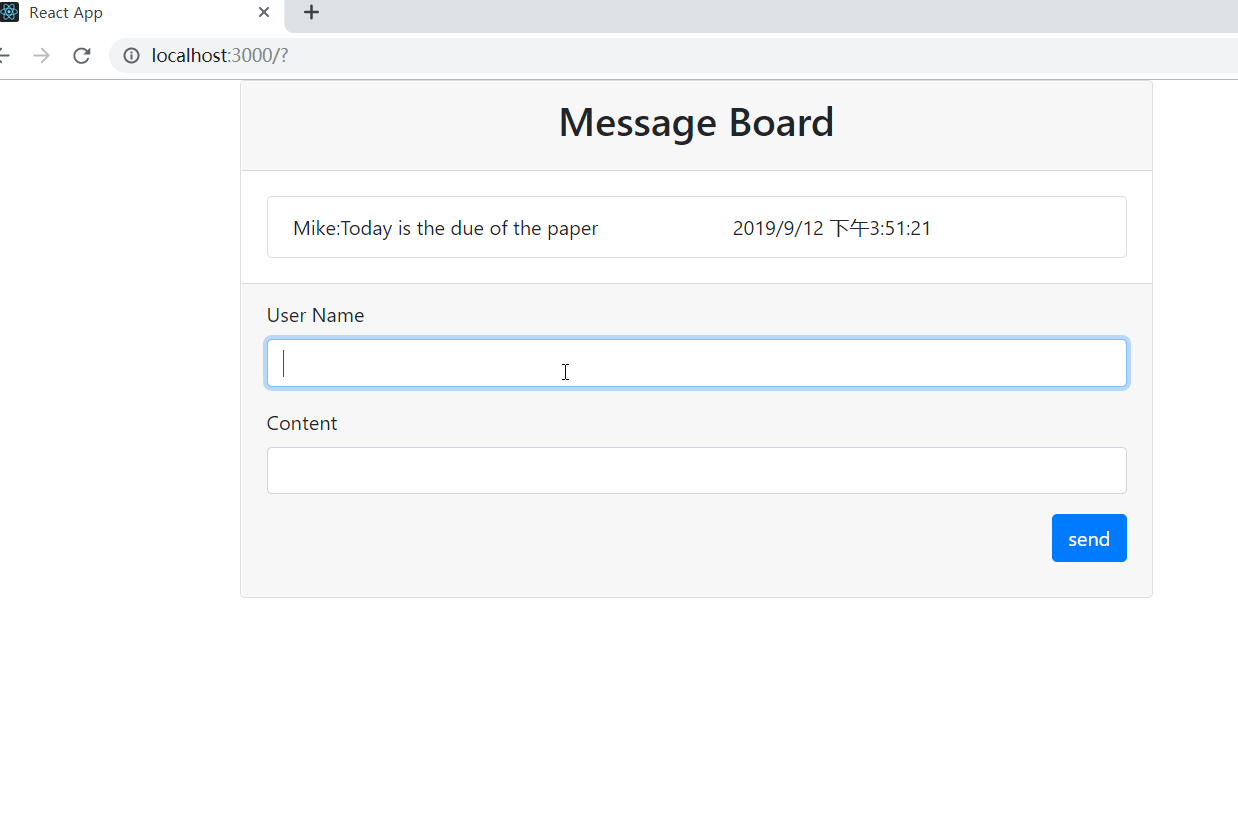 React App
localhost:3000/?
Message Board
Mike:Today is the due of the paper 2019/9/12 下午3:51:21
User Name
Content
send